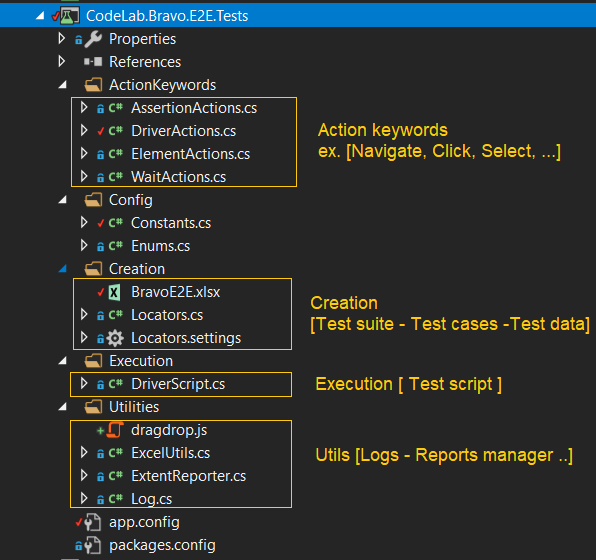 CodeLab.Bravo.E2E.Tests
Properties
References
ActionKeywords
C# AssertionActions.cs
C# DriverActions.cs
C# ElementActions.cs
C# WaitActions.cs
Action keywords
ex. [Navigate, Click, Select, ...]
Config
C# Constants.cs
C# Enums.cs
Creation
BravoE2E.xlsx
C# Locators.cs
Locators.settings
Creation
[Test suite - Test cases -Test data]
Execution
C# DriverScript.cs
Execution [ Test script ]
Utilities
dragdrop.js
C# ExcelUtils.cs
C# ExtentReporter.cs
C# Log.cs
Utils [Logs - Reports manager ..]
app.config
packages.config